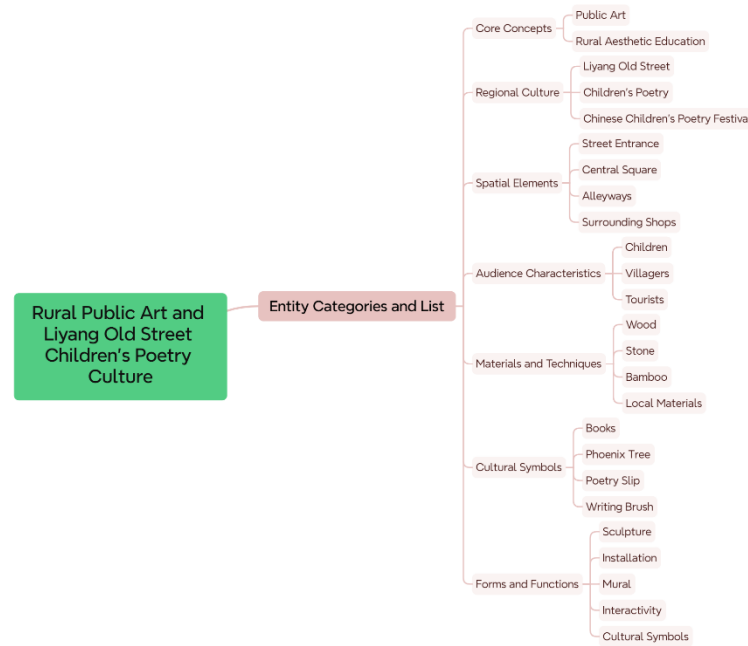 Rural Public Art and
Liyang Old Street
Children's Poetry
Culture
Entity Categories and List
Core Concepts
Public Art
Rural Aesthetic Education
Regional Culture
Liyang Old Street
Children's Poetry
Chinese Children's Poetry Festiva
Spatial Elements
Street Entrance
Central Square
Alleyways
Surrounding Shops
Audience Characteristics
Children
Villagers
Tourists
Materials and Techniques
Wood
Stone
Bamboo
Local Materials
Cultural Symbols
Books
Phoenix Tree
Poetry Slip
Writing Brush
Forms and Functions
Sculpture
Installation
Mural
Interactivity
Cultural Symbols